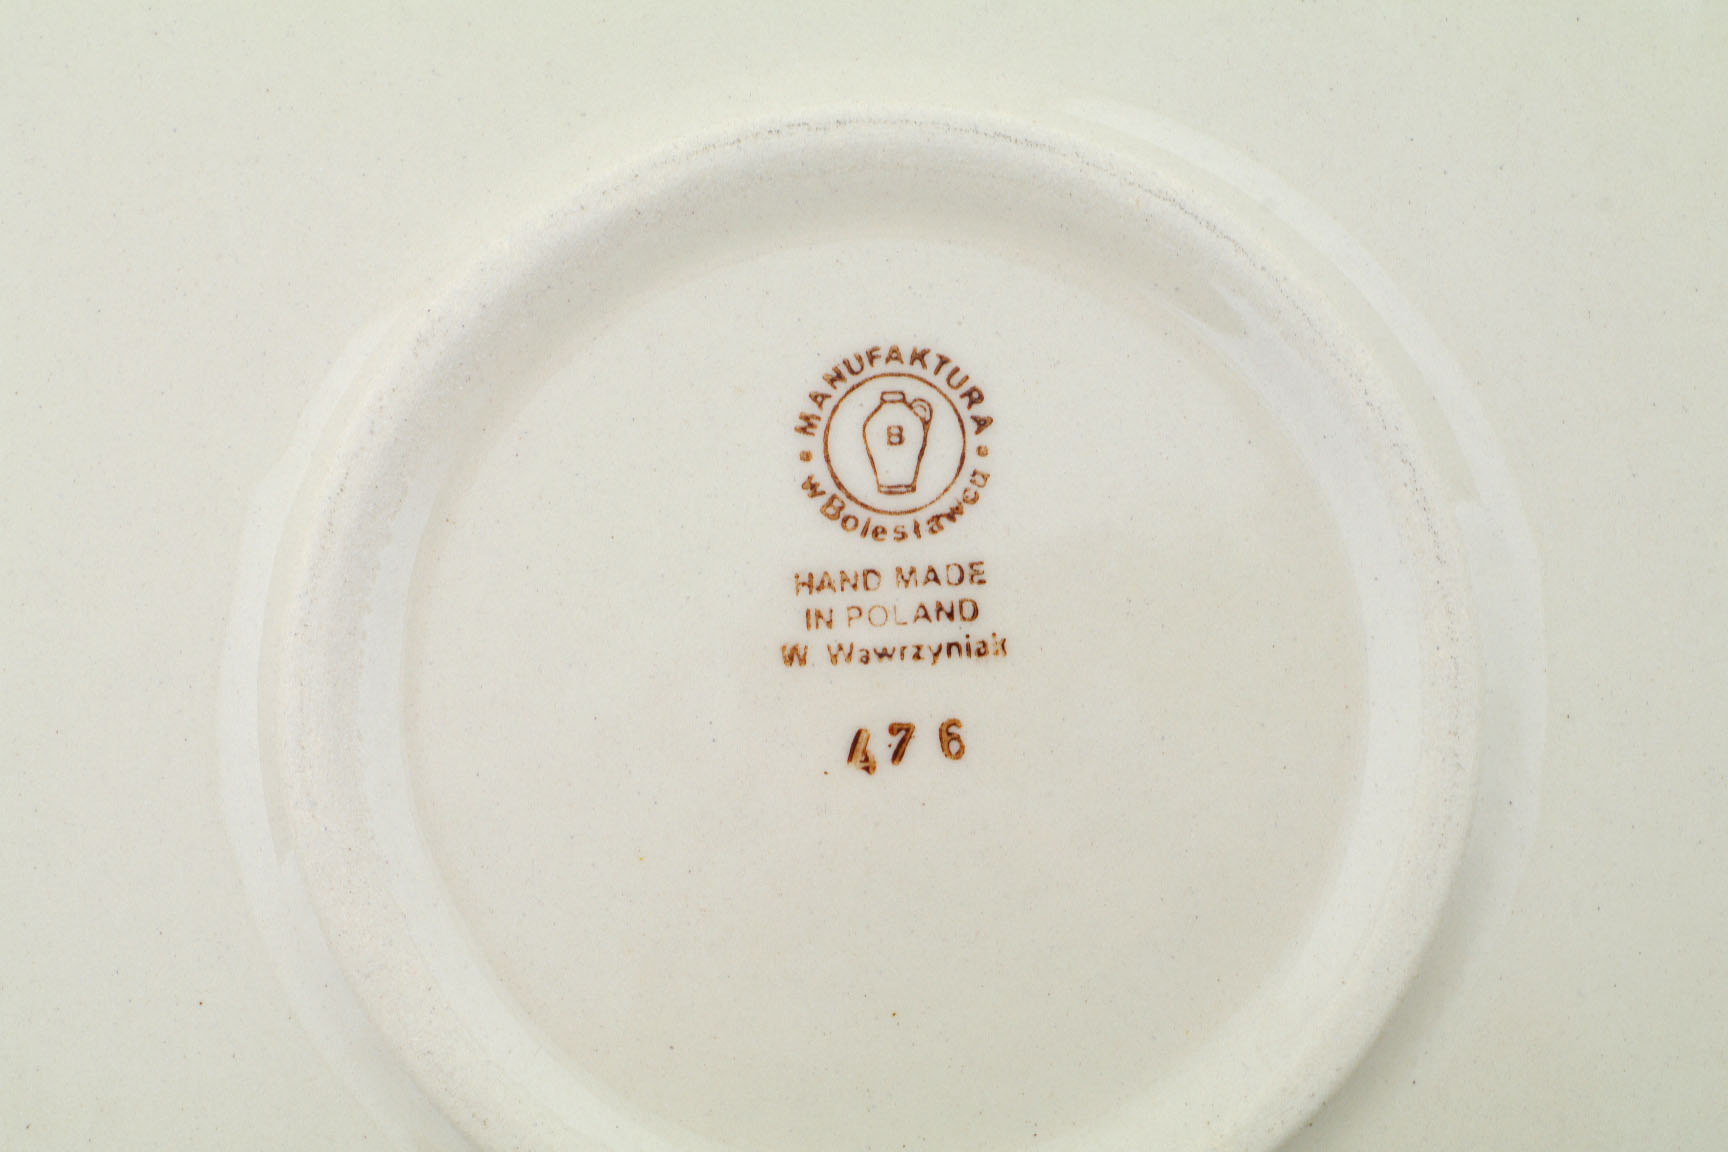 MANUFAKTURA
B
w Bolesławcu
HAND MADE
IN POLAND
W. Wawrzyniak
476